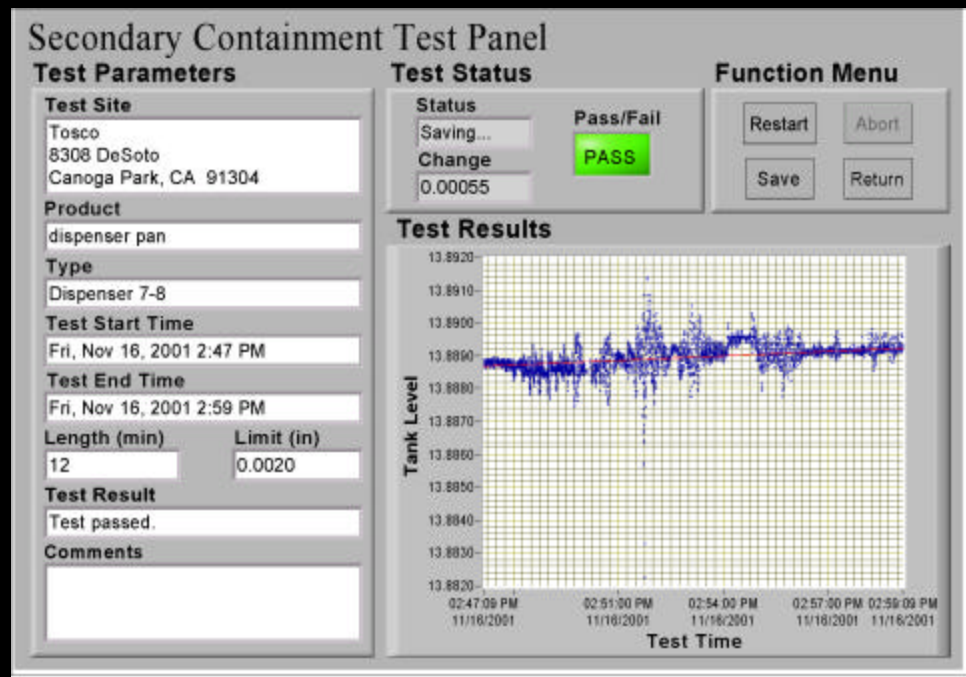 Secondary Containment Test Panel
Test Parameters
Test Site
Tosco
8308 DeSoto
Canoga Park, CA 91304
Product
dispenser pan
Type
Dispenser 7-8
Test Start Time
Fri, Nov 16, 2001 2:47 PM
Test End Time
Fri, Nov 16, 2001 2:59 PM
Length (min) Limit (in)
12 0.0020
Test Result
Test passed.
Comments
Test Status
Status
Saving...
Change
0.00055
Pass/Fail
PASS
Function Menu
Restart Abort
Save Return
Test Results
Tank Level
13.8920
13.8910
13.8900
13.8890
13.8880
13.8870
13.8860
13.8850
13.8840
13.8830
13.8820
02:47:09 PM 02:51:00 PM 02:54:00 PM 02:57:00 PM 02:59:09 PM
11/16/2001 11/16/2001 11/16/2001 11/16/2001 11/16/2001
Test Time